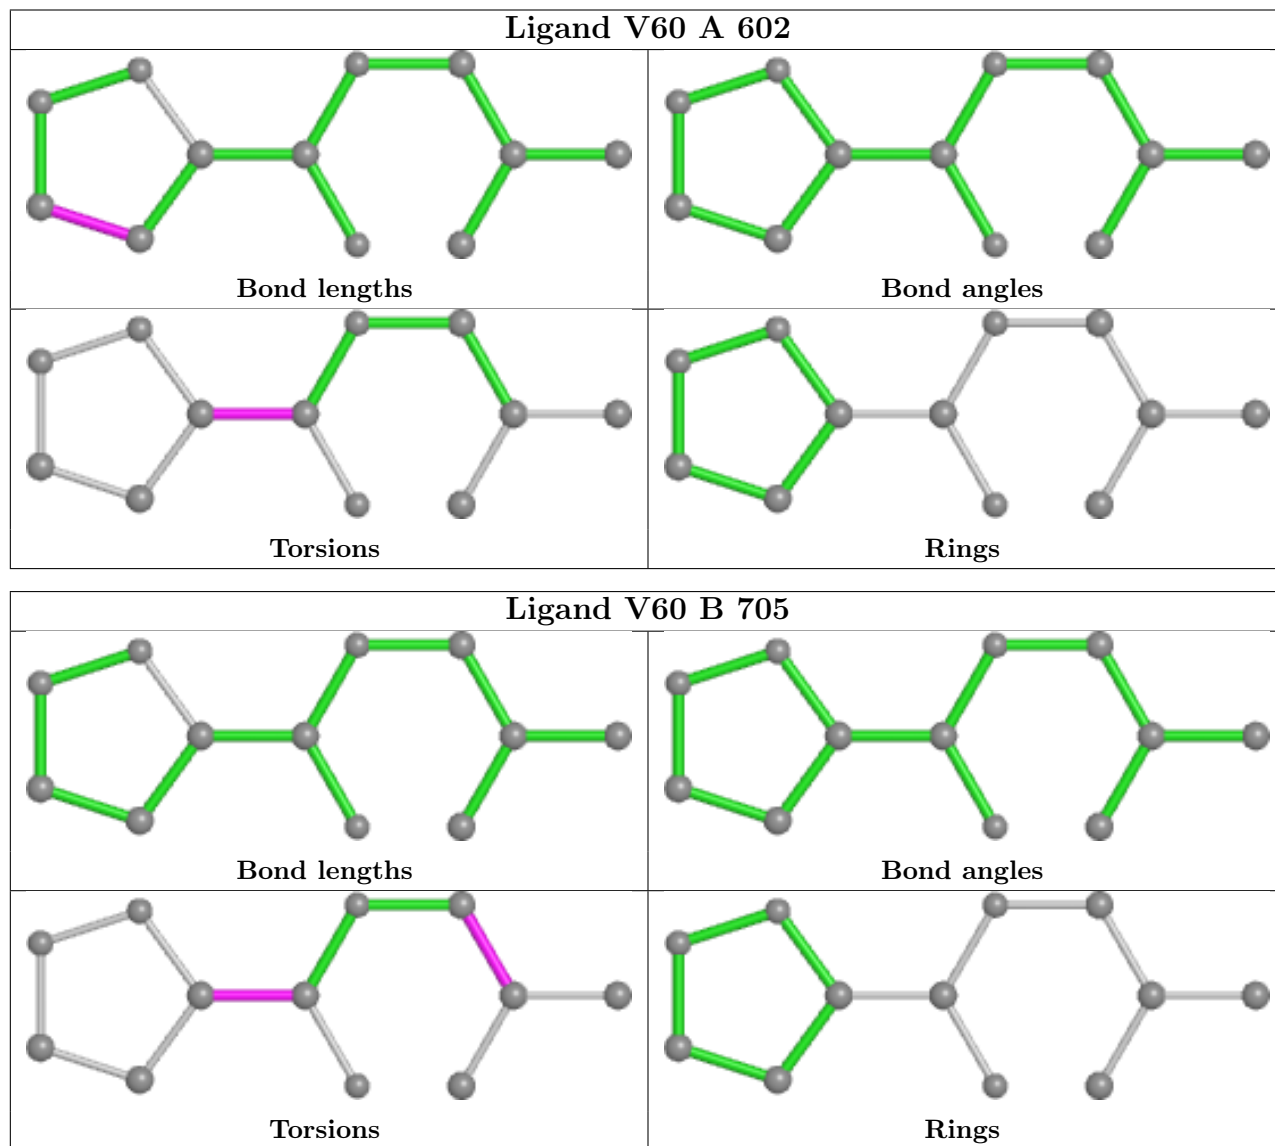 Ligand V60 A 602
Bond lengths
Bond angles
Torsions
Rings
Ligand V60 B 705
Bond lengths
Bond angles
Torsions
Rings